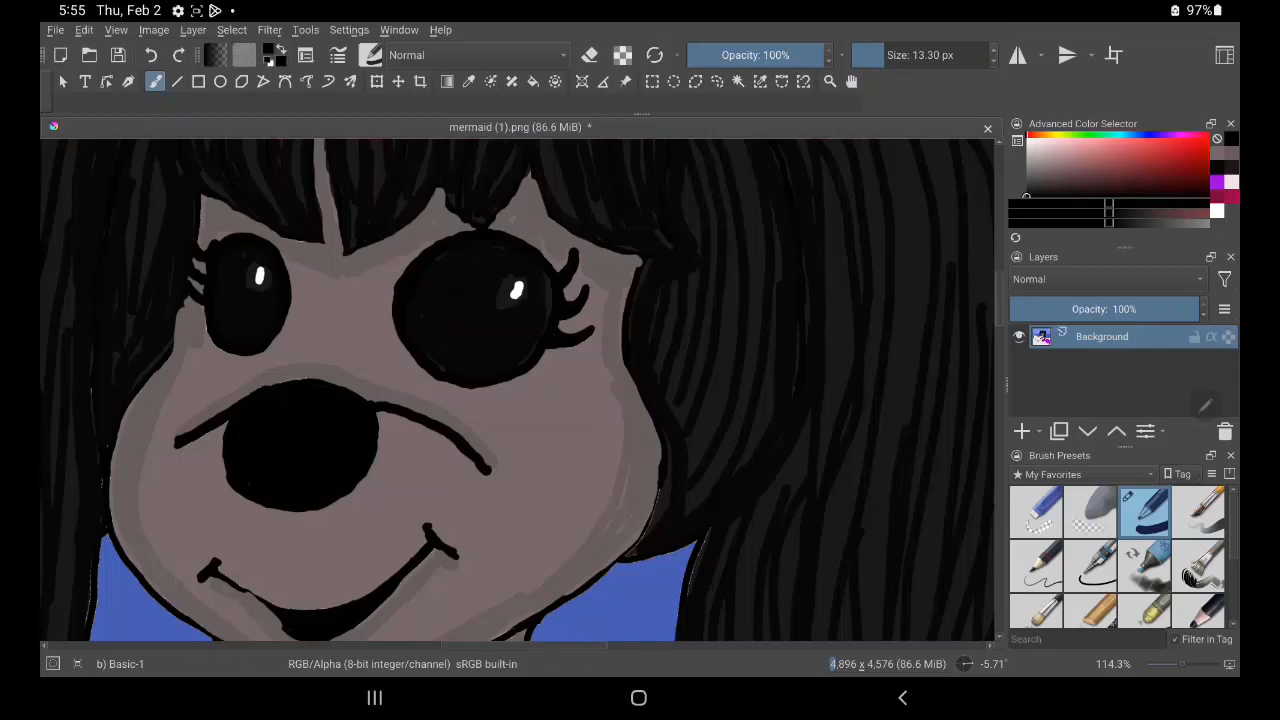 5:55 Thu, Feb 2 97%
File Edit View Image Layer Select Filter Tools Settings Window Help
Normal Opacity: 100% Size: 13.30 px
mermaid (1).png (86.6 MiB) *
Advanced Color Selector
Layers
Normal
Opacity: 100%
Background
Brush Presets
My Favorites Tag
Search Filter in Tag
b) Basic-1 RGB/Alpha (8-bit integer/channel) sRGB built-in 4,896 x 4,576 (86.6 MiB) -5.71° 114.3%